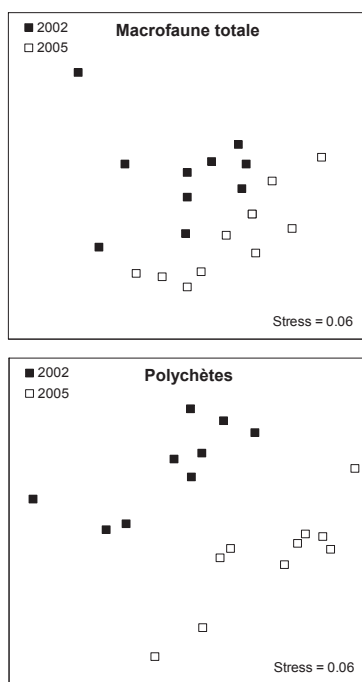 ■ 2002
Macrofaune totale
□ 2005
Stress = 0.06
■ 2002
Polychètes
□ 2005
Stress = 0.06